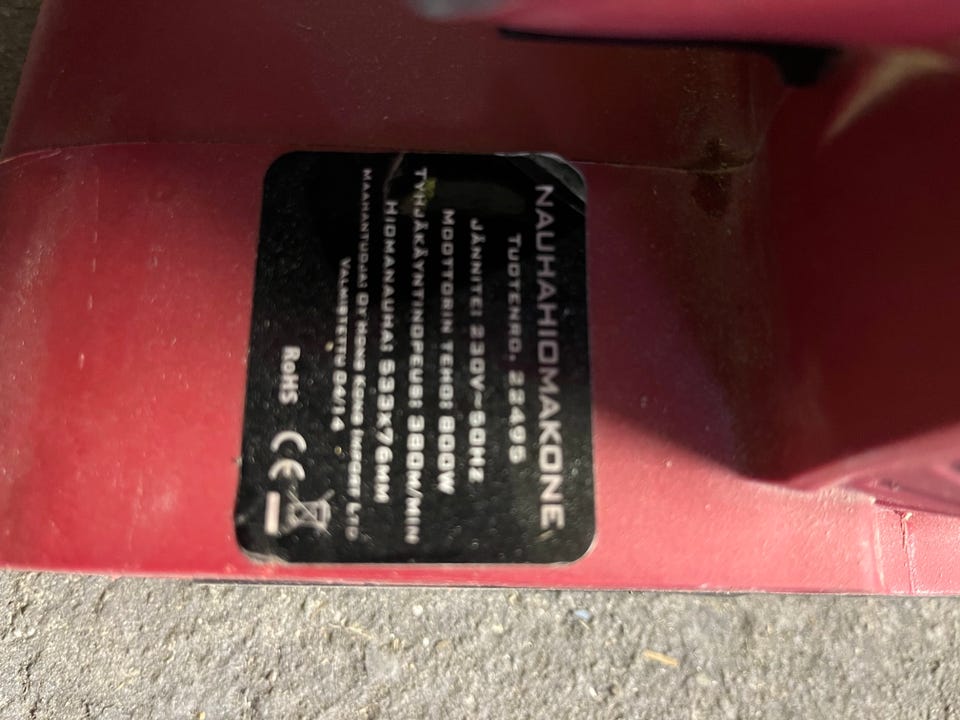 NAUHAHIOMAKONE
TUOTENRO. 22495
JÄNNITE: 230V~50HZ
MOOTTORIN TEHO: 800W
TYHJÄKÄYNTINOPEUS: 380M/MIN
HIOMANAUHA: 533X76MM
MAAHANTUOJA: OY HONG KONG IMPORT LTD
VALMISTETTU 04/14
RoHS CE